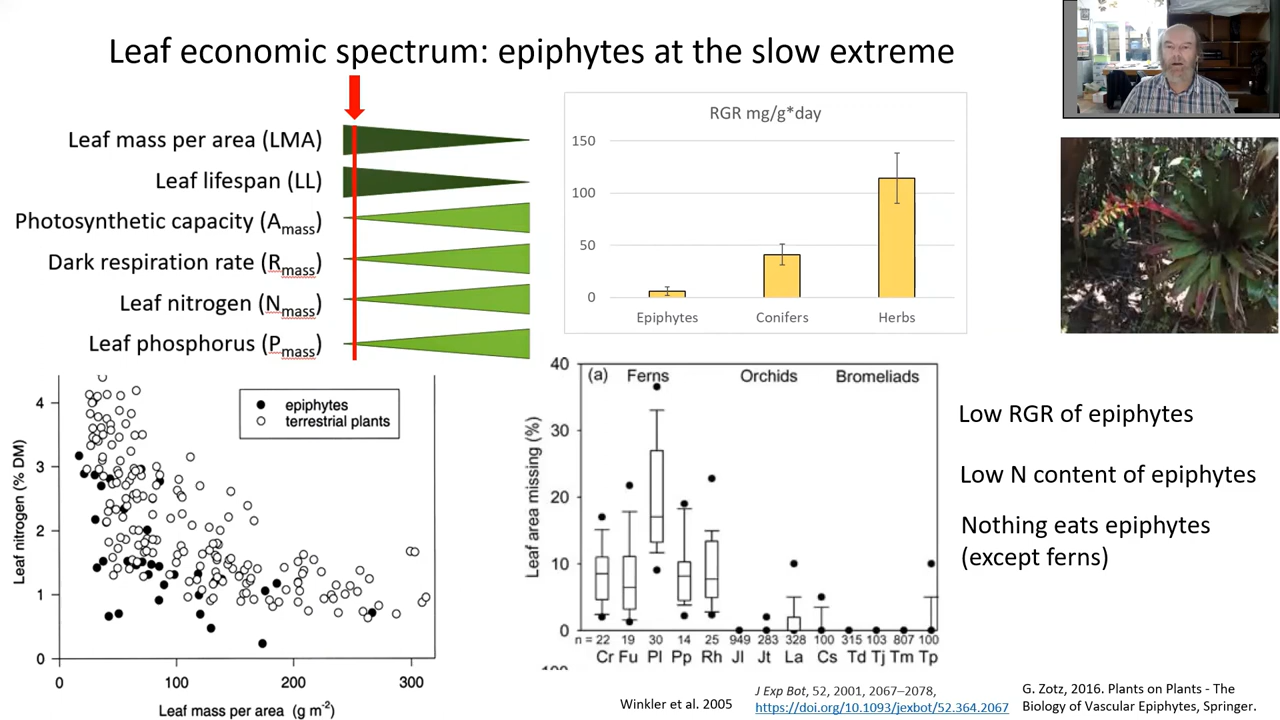 Leaf economic spectrum: epiphytes at the slow extreme
Leaf mass per area (LMA)
Leaf lifespan (LL)
Photosynthetic capacity (Amass)
Dark respiration rate (Rmass)
Leaf nitrogen (Nmass)
Leaf phosphorus (Pmass)
RGR mg/g*day
150
100
50
0
Epiphytes Conifers Herbs
epiphytes
terrestrial plants
Leaf nitrogen (% DM)
4
3
2
1
0
0 100 200 300
Leaf mass per area (g m-2)
(a) Ferns Orchids Bromeliads
Leaf area missing (%)
40
30
20
10
0
n = 22 19 30 14 25 949 283 328 100 315 103 807 100
Cr Fu Pl Pp Rh Jl Jt La Cs Td Tj Tm Tp
Low RGR of epiphytes
Low N content of epiphytes
Nothing eats epiphytes
(except ferns)
Winkler et al. 2005
J Exp Bot, 52, 2001, 2067–2078,
https://doi.org/10.1093/jexbot/52.364.2067
G. Zotz, 2016. Plants on Plants - The
Biology of Vascular Epiphytes, Springer.